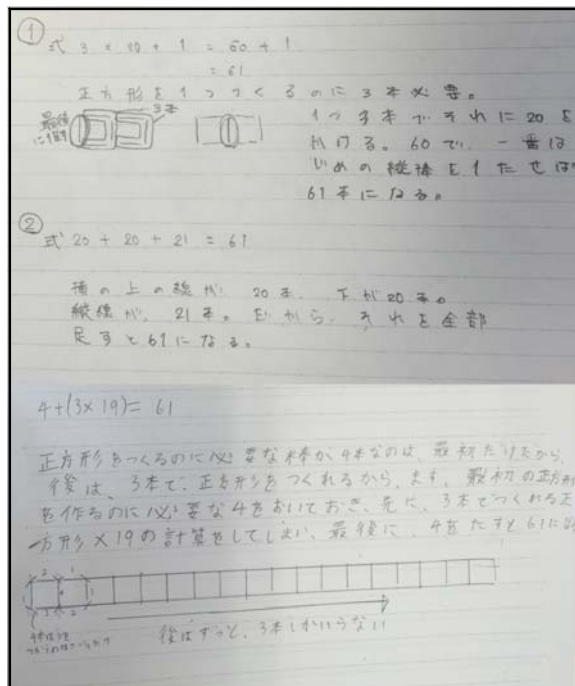 ①
式 3 × 20 + 1 = 60 + 1
= 61
正方形を1つつくるのに3本必要。
最後に1増す
3本
1つ3本でそれに20を
かける。60で、一番は
じめの縦棒を1たせば
61本になる。
②
式 20 + 20 + 21 = 61
横の上の線が 20本、下が20本。
縦線が、21本。だから、それを全部
足すと61になる。
4+(3×19)= 61
正方形をつくるのに必要な棒が4本なのは、最初だけだから、
後は、3本で、正方形をつくれるから、まず、最初の正方形
を作るのに必要な4をおいておき、先に、3本でつくれる正
方形×19の計算をしてしまい、最後に、4をたすと61にな
後はずっと、3本しかいらない